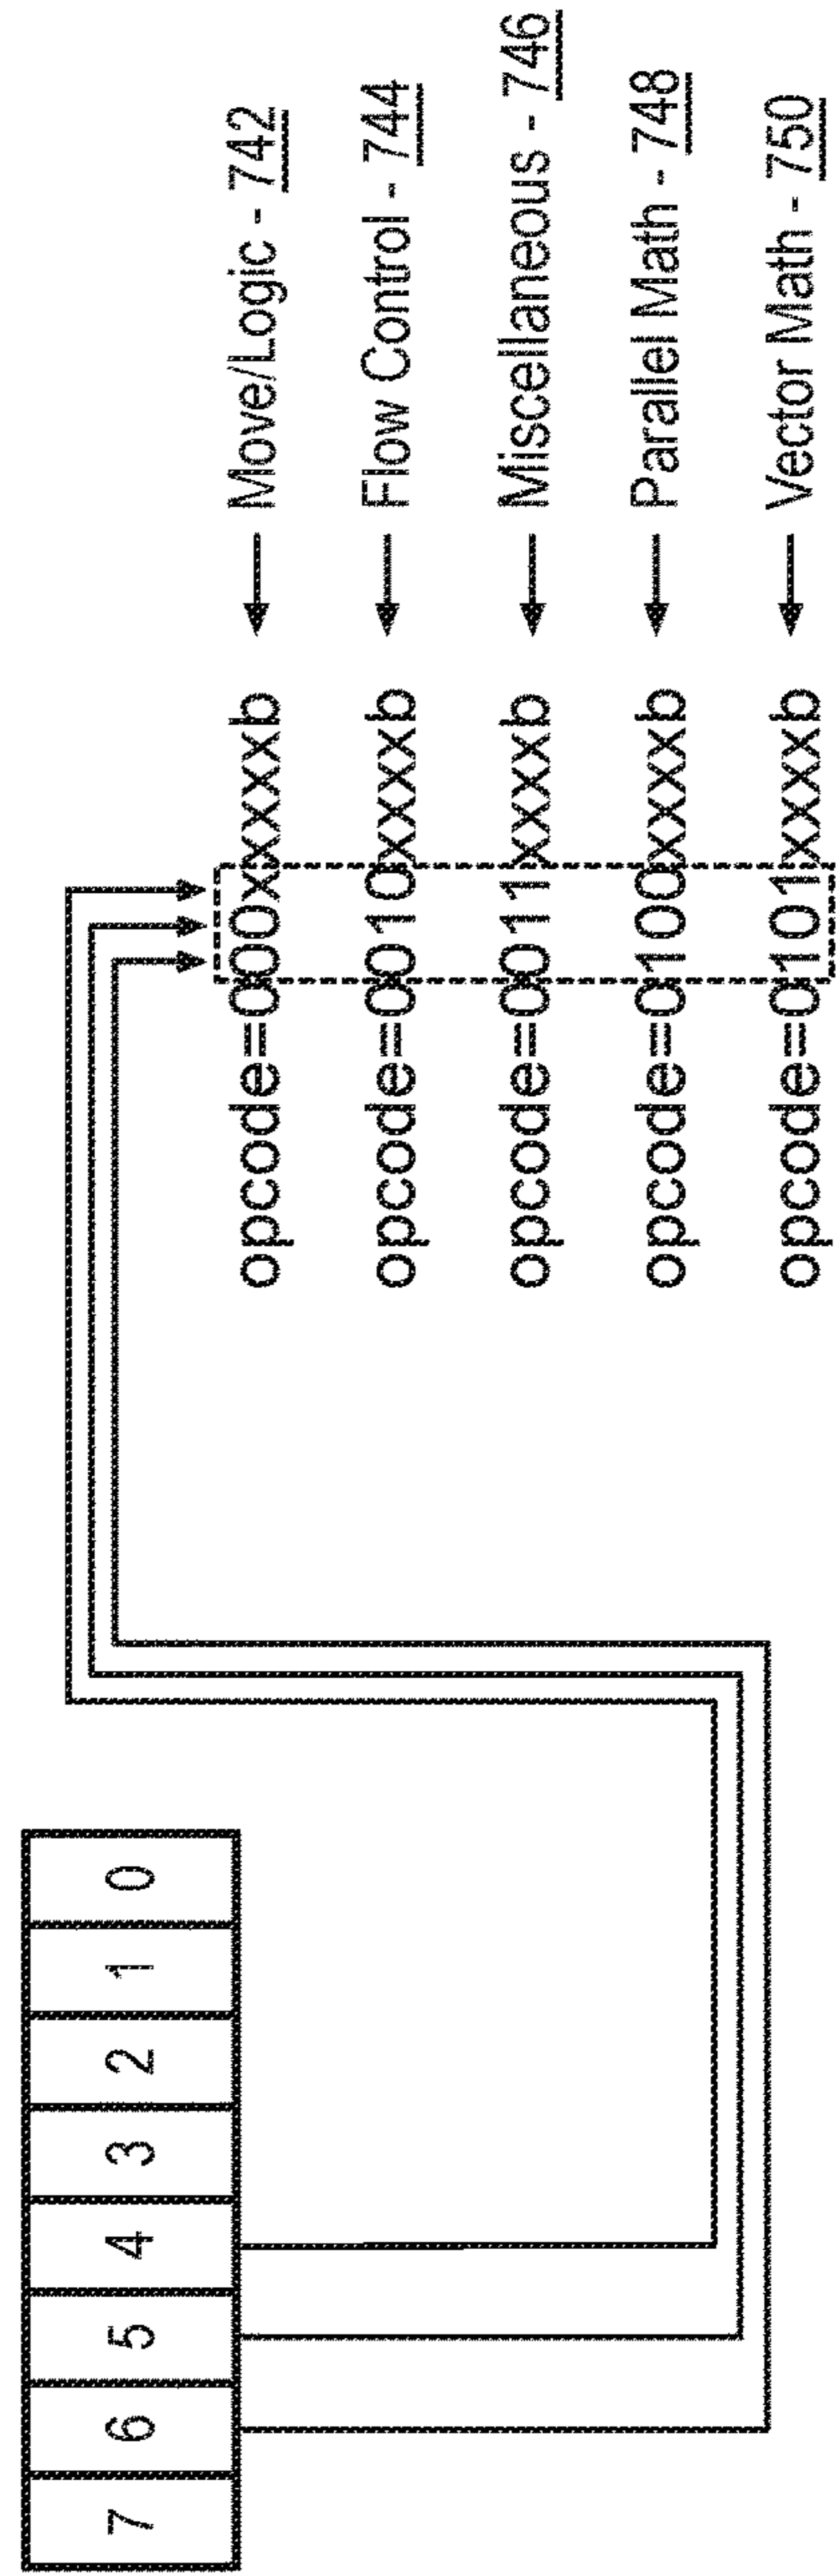 7 6 5 4 3 2 1 0
opcode=000xxxxxb ← Move/Logic - 742
opcode=0010xxxxb ← Flow Control - 744
opcode=0011xxxxb ← Miscellaneous - 746
opcode=0100xxxxb ← Parallel Math - 748
opcode=0101xxxxb ← Vector Math - 750